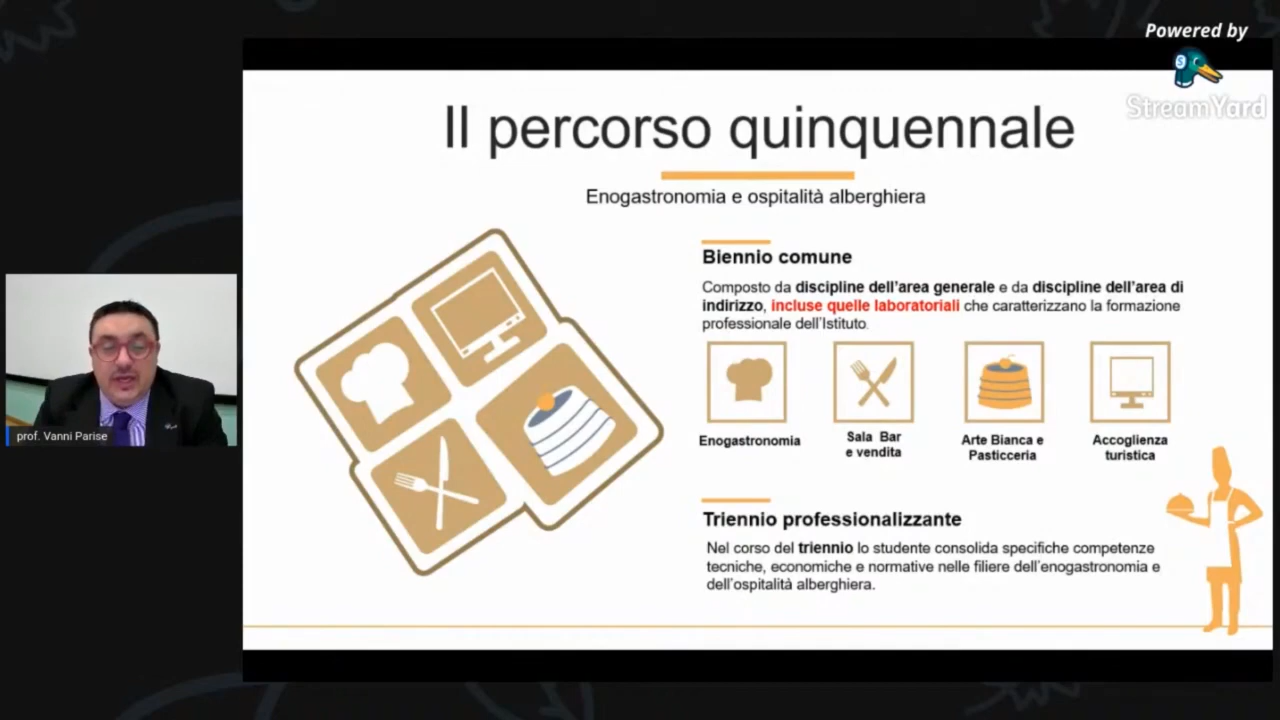 Powered by
StreamYard
Il percorso quinquennale
Enogastronomia e ospitalità alberghiera
Biennio comune
Composto da discipline dell'area generale e da discipline dell'area di
indirizzo, incluse quelle laboratoriali che caratterizzano la formazione
professionale dell'Istituto.
Enogastronomia
Sala Bar
e vendita
Arte Bianca e
Pasticceria
Accoglienza
turistica
Triennio professionalizzante
Nel corso del triennio lo studente consolida specifiche competenze
tecniche, economiche e normative nelle filiere dell'enogastronomia e
dell'ospitalità alberghiera.
prof. Vanni Parise